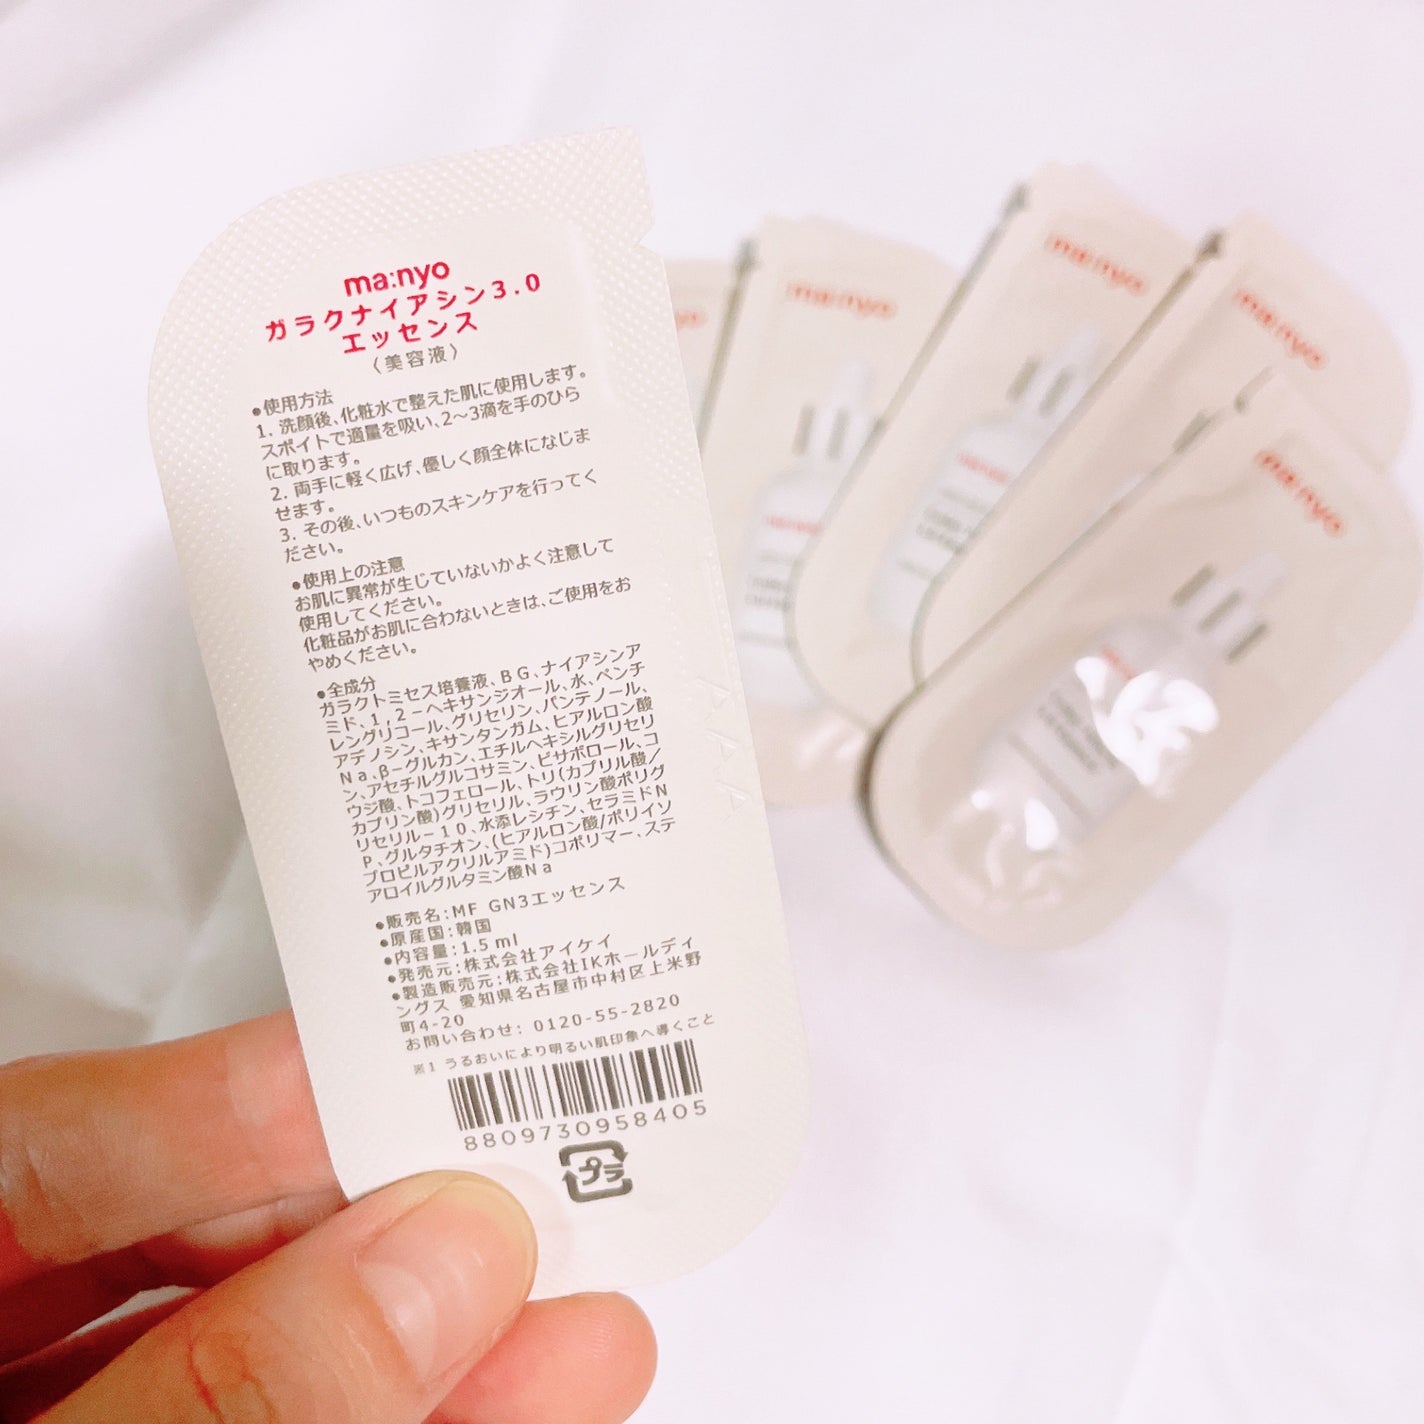 ma:nyo
ガラクナイアシン3.0
エッセンス
〈美容液〉
●使用方法
1. 洗顔後、化粧水で整えた肌に使用します。
スポイトで適量を吸い、2〜3滴を手のひら
に取ります。
2. 両手に軽く広げ、優しく顔全体になじま
せます。
3. その後、いつものスキンケアを行ってく
ださい。
●使用上の注意
お肌に異常が生じていないかよく注意して
使用してください。
化粧品がお肌に合わないときは、ご使用をお
やめください。
●全成分
ガラクトミセス培養液、BG、ナイアシンア
ミド、1,2－ヘキサンジオール、水、ペンチ
レングリコール、グリセリン、パンテノール、
アデノシン、キサンタンガム、ヒアルロン酸
Na、β－グルカン、エチルヘキシルグリセリ
ン、アセチルグルコサミン、ビサボロール、コ
ウジ酸、トコフェロール、トリ(カプリル酸/
カプリン酸)グリセリル、ラウリン酸ポリグ
リセリル－10、水添レシチン、セラミドN
P、グルタチオン、(ヒアルロン酸/ポリイソ
プロピルアクリルアミド)コポリマー、ステ
アロイルグルタミン酸Na
●販売名:MF GN3エッセンス
●原産国:韓国
●内容量:1.5 ml
●発売元:株式会社アイケイ
●製造販売元:株式会社IKホールディ
ングス 愛知県名古屋市中村区上米野
町4-20
お問い合わせ: 0120-55-2820
※1 うるおいにより明るい肌印象へ導くこと
8809730958405
プラ
ma:nyo
ma:nyo
ma:nyo
ma:nyo